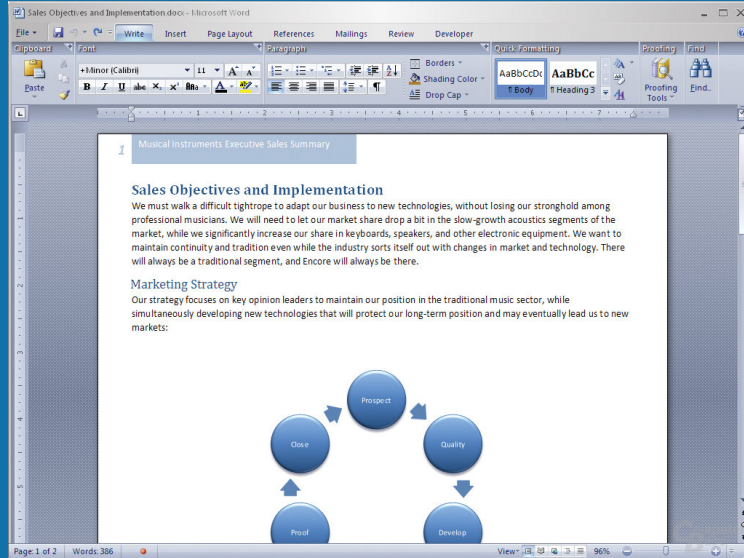 Sales Objectives and Implementation.docx - Microsoft Word
File
Write Insert Page Layout References Mailings Review Developer
Clipboard Font Paragraph Quick Formatting Proofing Find
+Minor (Calibri) 11 A A Borders
Shading Color
Drop Cap
Paste
B I U abc X₂ X² A
AaBbCcDc AaBbCc
¶ Body ¶ Heading 3
Proofing Tools
Find...
1 Musical Instruments Executive Sales Summary
Sales Objectives and Implementation
We must walk a difficult tightrope to adapt our business to new technologies, without losing our stronghold among
professional musicians. We will need to let our market share drop a bit in the slow-growth acoustics segments of the
market, while we significantly increase our share in keyboards, speakers, and other electronic equipment. We want to
maintain continuity and tradition even while the industry sorts itself out with changes in market and technology. There
will always be a traditional segment, and Encore will always be there.
Marketing Strategy
Our strategy focuses on key opinion leaders to maintain our position in the traditional music sector, while
simultaneously developing new technologies that will protect our long-term position and may eventually lead us to new
markets:
Prospect
Close
Quality
Proof
Develop
Page: 1 of 2 Words: 386 View 96%